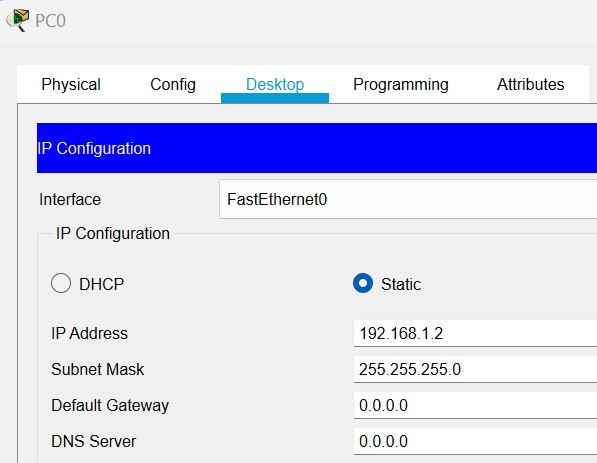 PC0
Physical Config Desktop Programming Attributes
IP Configuration
Interface FastEthernet0
IP Configuration
DHCP Static
IP Address 192.168.1.2
Subnet Mask 255.255.255.0
Default Gateway 0.0.0.0
DNS Server 0.0.0.0